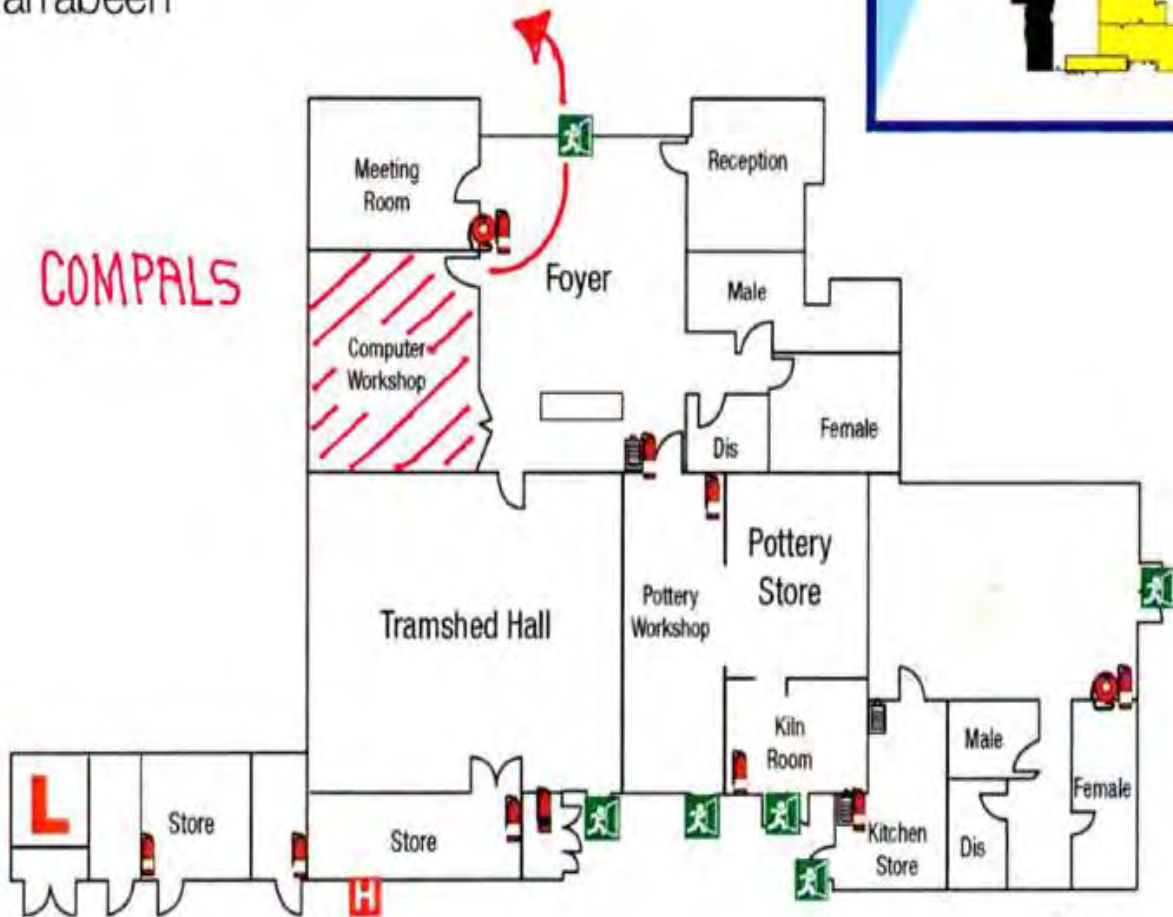 Meeting
Room
Reception
COMPALS
Foyer
Male
Computer
Workshop
Dis
Female
Pottery
Store
Tramshed Hall
Pottery
Workshop
Kiln
Room
Male
Female
L
Store
Store
Kitchen
Store
Dis
H